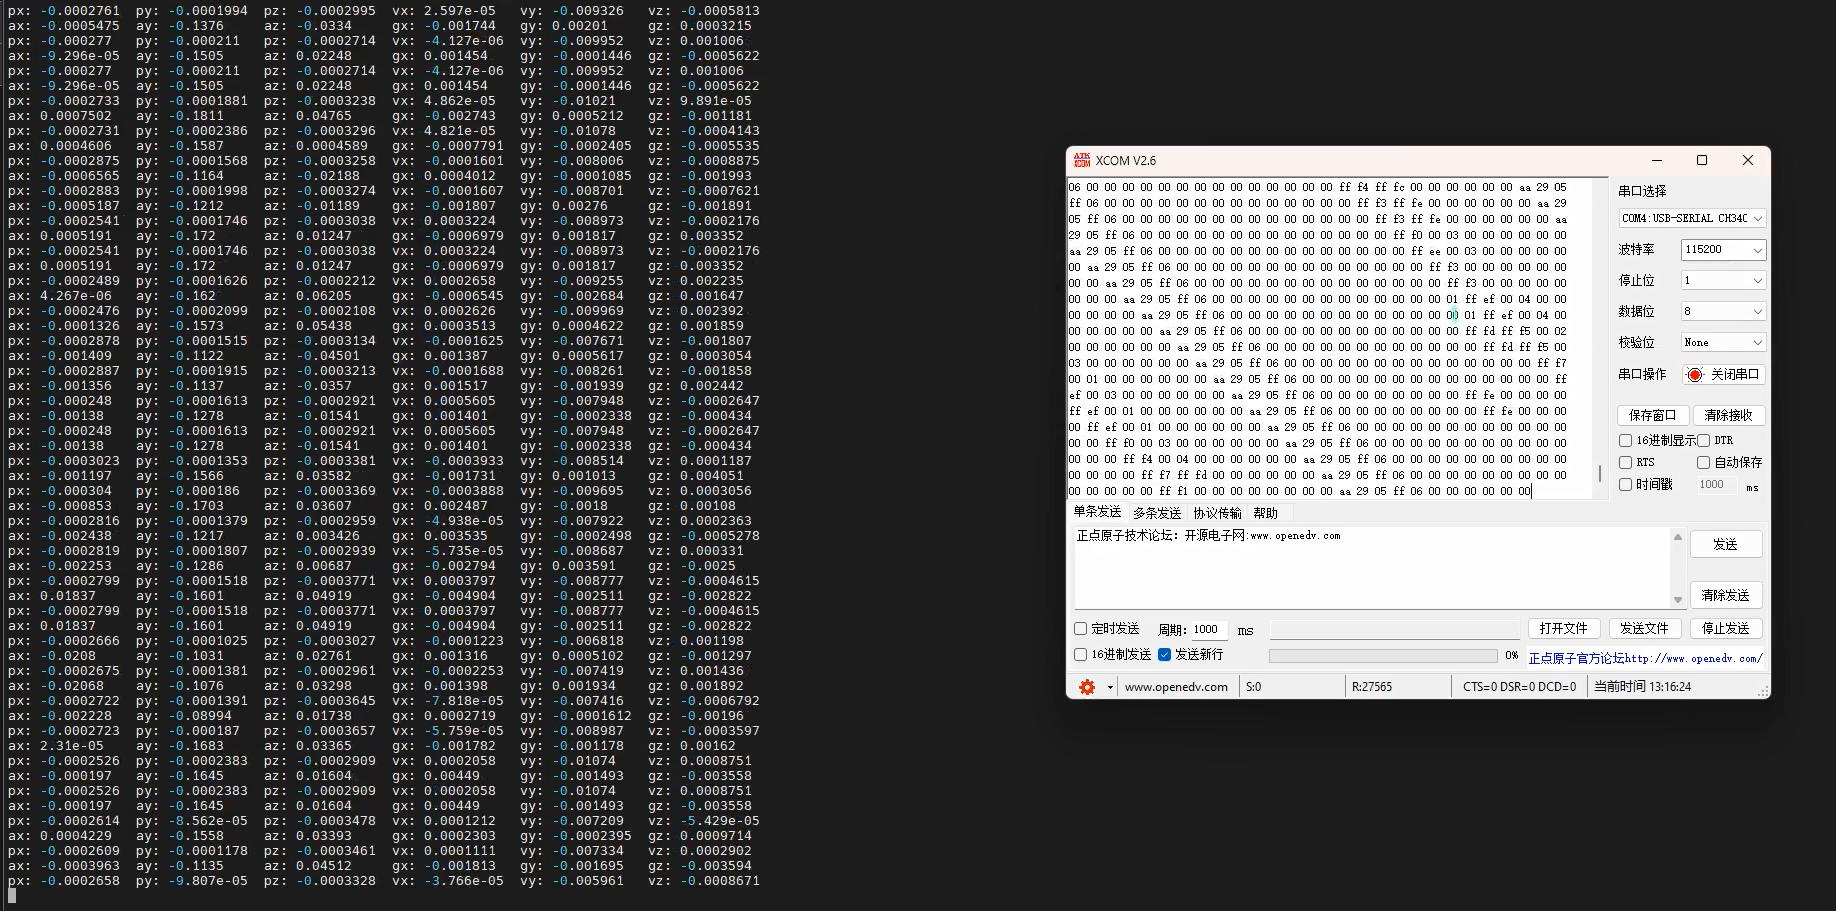 px: -0.0002761 py: -0.0001994 pz: -0.0002995 vx: 2.597e-05 vy: -0.009326 vz: -0.0005813
ax: -0.0005475 ay: -0.1376 az: -0.0334 gx: -0.001744 gy: 0.00201 gz: 0.0003215
px: -0.000277 py: -0.000211 pz: -0.0002714 vx: -4.127e-06 vy: -0.009952 vz: 0.001006
ax: -9.296e-05 ay: -0.1505 az: 0.02248 gx: 0.001454 gy: -0.0001446 gz: -0.0005622
px: -0.000277 py: -0.000211 pz: -0.0002714 vx: -4.127e-06 vy: -0.009952 vz: 0.001006
ax: -9.296e-05 ay: -0.1505 az: 0.02248 gx: 0.001454 gy: -0.0001446 gz: -0.0005622
px: -0.0002733 py: -0.0001881 pz: -0.0003238 vx: 4.862e-05 vy: -0.01021 vz: 9.891e-05
ax: 0.0007502 ay: -0.1811 az: 0.04765 gx: -0.002743 gy: 0.0005212 gz: -0.001181
px: -0.0002731 py: -0.0002386 pz: -0.0003296 vx: 4.821e-05 vy: -0.01078 vz: -0.0004143
ax: 0.0004606 ay: -0.1587 az: 0.0004589 gx: -0.0007791 gy: -0.0002405 gz: -0.0005535
px: -0.0002875 py: -0.0001568 pz: -0.0003258 vx: -0.0001601 vy: -0.008006 vz: -0.0008875
ax: -0.0006565 ay: -0.1164 az: -0.02188 gx: 0.0004012 gy: -0.0001085 gz: -0.001993
px: -0.0002883 py: -0.0001998 pz: -0.0003274 vx: -0.0001607 vy: -0.008701 vz: -0.0007621
ax: -0.0005187 ay: -0.1212 az: -0.01189 gx: -0.001807 gy: 0.00276 gz: -0.001891
px: -0.0002541 py: -0.0001746 pz: -0.0003038 vx: 0.0003224 vy: -0.008973 vz: -0.0002176
ax: 0.0005191 ay: -0.172 az: 0.01247 gx: -0.0006979 gy: 0.001817 gz: 0.003352
px: -0.0002541 py: -0.0001746 pz: -0.0003038 vx: 0.0003224 vy: -0.008973 vz: -0.0002176
ax: 0.0005191 ay: -0.172 az: 0.01247 gx: -0.0006979 gy: 0.001817 gz: 0.003352
px: -0.0002489 py: -0.0001626 pz: -0.0002212 vx: 0.0002658 vy: -0.009255 vz: 0.002235
ax: 4.267e-06 ay: -0.162 az: 0.06205 gx: -0.0006545 gy: -0.002684 gz: 0.001647
px: -0.0002476 py: -0.0002099 pz: -0.0002108 vx: 0.0002626 vy: -0.009969 vz: 0.002392
ax: -0.0001326 ay: -0.1573 az: 0.05438 gx: 0.0003513 gy: 0.0004622 gz: 0.001859
px: -0.0002878 py: -0.0001515 pz: -0.0003134 vx: -0.0001625 vy: -0.007671 vz: -0.001807
ax: -0.001409 ay: -0.1122 az: -0.04501 gx: 0.001387 gy: 0.0005617 gz: 0.0003054
px: -0.0002887 py: -0.0001915 pz: -0.0003213 vx: -0.0001688 vy: -0.008261 vz: -0.001858
ax: -0.001356 ay: -0.1137 az: -0.0357 gx: 0.001517 gy: -0.001939 gz: 0.002442
px: -0.000248 py: -0.0001613 pz: -0.0002921 vx: 0.0005605 vy: -0.007948 vz: -0.0002647
ax: -0.00138 ay: -0.1278 az: -0.01541 gx: 0.001401 gy: -0.0002338 gz: -0.000434
px: -0.000248 py: -0.0001613 pz: -0.0002921 vx: 0.0005605 vy: -0.007948 vz: -0.0002647
ax: -0.00138 ay: -0.1278 az: -0.01541 gx: 0.001401 gy: -0.0002338 gz: -0.000434
px: -0.0003023 py: -0.0001353 pz: -0.0003381 vx: -0.0003933 vy: -0.008514 vz: 0.0001187
ax: -0.001197 ay: -0.1566 az: 0.03582 gx: -0.001731 gy: 0.001013 gz: 0.004051
px: -0.000304 py: -0.000186 pz: -0.0003369 vx: -0.0003888 vy: -0.009695 vz: 0.0003056
ax: -0.000853 ay: -0.1703 az: 0.03607 gx: 0.002487 gy: -0.0018 gz: 0.00108
px: -0.0002816 py: -0.0001379 pz: -0.0002959 vx: -4.938e-05 vy: -0.007922 vz: 0.0002363
ax: -0.002438 ay: -0.1217 az: 0.003426 gx: 0.003535 gy: -0.0002498 gz: -0.0005278
px: -0.0002819 py: -0.0001807 pz: -0.0002939 vx: -5.735e-05 vy: -0.008687 vz: 0.000331
ax: -0.002253 ay: -0.1286 az: 0.00687 gx: -0.002794 gy: 0.003591 gz: -0.0025
px: -0.0002799 py: -0.0001518 pz: -0.0003771 vx: 0.0003797 vy: -0.008777 vz: -0.0004615
ax: 0.01837 ay: -0.1601 az: 0.04919 gx: -0.004904 gy: -0.002511 gz: -0.002822
px: -0.0002799 py: -0.0001518 pz: -0.0003771 vx: 0.0003797 vy: -0.008777 vz: -0.0004615
ax: 0.01837 ay: -0.1601 az: 0.04919 gx: -0.004904 gy: -0.002511 gz: -0.002822
px: -0.0002666 py: -0.0001025 pz: -0.0003027 vx: -0.0001223 vy: -0.006818 vz: 0.001198
ax: -0.0208 ay: -0.1031 az: 0.02761 gx: 0.001316 gy: 0.0005102 gz: -0.001297
px: -0.0002675 py: -0.0001381 pz: -0.0002961 vx: -0.0002253 vy: -0.007419 vz: 0.001436
ax: -0.02068 ay: -0.1076 az: 0.03298 gx: 0.001398 gy: 0.001934 gz: 0.001892
px: -0.0002722 py: -0.0001391 pz: -0.0003645 vx: -7.818e-05 vy: -0.007416 vz: -0.0006792
ax: -0.002228 ay: -0.08994 az: 0.01738 gx: 0.0002719 gy: -0.0001612 gz: -0.00196
px: -0.0002723 py: -0.000187 pz: -0.0003657 vx: -5.759e-05 vy: -0.008987 vz: -0.0003597
ax: 2.31e-05 ay: -0.1683 az: 0.03365 gx: -0.001782 gy: -0.001178 gz: 0.00162
px: -0.0002526 py: -0.0002383 pz: -0.0002909 vx: 0.0002058 vy: -0.01074 vz: 0.0008751
ax: -0.000197 ay: -0.1645 az: 0.01604 gx: 0.00449 gy: -0.001493 gz: -0.003558
px: -0.0002526 py: -0.0002383 pz: -0.0002909 vx: 0.0002058 vy: -0.01074 vz: 0.0008751
ax: -0.000197 ay: -0.1645 az: 0.01604 gx: 0.00449 gy: -0.001493 gz: -0.003558
px: -0.0002614 py: -8.562e-05 pz: -0.0003478 vx: 0.0001212 vy: -0.007209 vz: -5.429e-05
ax: 0.0004229 ay: -0.1558 az: 0.03393 gx: 0.0002303 gy: -0.0002395 gz: 0.0009714
px: -0.0002609 py: -0.0001178 pz: -0.0003461 vx: 0.0001111 vy: -0.007334 vz: 0.0002902
ax: -0.0003963 ay: -0.1135 az: 0.04512 gx: -0.001813 gy: -0.001695 gz: -0.003594
px: -0.0002658 py: -9.807e-05 pz: -0.0003328 vx: -3.766e-05 vy: -0.005961 vz: -0.0008671
XCOM V2.6
06 00 00 00 00 00 00 00 00 00 00 00 00 00 00 ff f4 ff fc 00 00 00 00 00 00 aa 29 05
ff 06 00 00 00 00 00 00 00 00 00 00 00 00 00 00 ff f3 ff fe 00 00 00 00 00 00 aa 29
05 ff 06 00 00 00 00 00 00 00 00 00 00 00 00 00 00 ff f3 ff fe 00 00 00 00 00 00 aa
29 05 ff 06 00 00 00 00 00 00 00 00 00 00 00 00 00 00 ff f0 00 03 00 00 00 00 00 00
aa 29 05 ff 06 00 00 00 00 00 00 00 00 00 00 00 00 00 00 ff ee 00 03 00 00 00 00 00
00 aa 29 05 ff 06 00 00 00 00 00 00 00 00 00 00 00 00 00 00 ff f3 00 00 00 00 00 00
00 00 aa 29 05 ff 06 00 00 00 00 00 00 00 00 00 00 00 00 00 00 ff f3 00 00 00 00 00
00 00 00 aa 29 05 ff 06 00 00 00 00 00 00 00 00 00 00 00 00 00 01 ff ef 00 04 00 00
00 00 00 00 aa 29 05 ff 06 00 00 00 00 00 00 00 00 00 00 00 00 00 01 ff ef 00 04 00
00 00 00 00 00 aa 29 05 ff 06 00 00 00 00 00 00 00 00 00 00 00 00 ff fd ff f5 00 02
00 00 00 00 00 00 aa 29 05 ff 06 00 00 00 00 00 00 00 00 00 00 00 00 ff fd ff f5 00
03 00 00 00 00 00 00 aa 29 05 ff 06 00 00 00 00 00 00 00 00 00 00 00 00 00 00 ff f7
00 01 00 00 00 00 00 00 aa 29 05 ff 06 00 00 00 00 00 00 00 00 00 00 00 00 00 00 ff
ef 00 03 00 00 00 00 00 00 aa 29 05 ff 06 00 00 00 00 00 00 00 00 00 ff fe 00 00 00
ff ef 00 01 00 00 00 00 00 00 aa 29 05 ff 06 00 00 00 00 00 00 00 00 00 ff fe 00 00 00
00 ff ef 00 01 00 00 00 00 00 00 aa 29 05 ff 06 00 00 00 00 00 00 00 00 00 00 00 00
00 00 ff f0 00 03 00 00 00 00 00 00 aa 29 05 ff 06 00 00 00 00 00 00 00 00 00 00 00
00 00 00 ff f4 00 04 00 00 00 00 00 00 aa 29 05 ff 06 00 00 00 00 00 00 00 00 00 00
00 00 00 00 ff f7 ff fd 00 00 00 00 00 00 aa 29 05 ff 06 00 00 00 00 00 00 00 00 00
00 00 00 00 00 ff f1 00 00 00 00 00 00 00 00 aa 29 05 ff 06 00 00 00 00 00 00
串口选择
COM4:USB-SERIAL CH34C
波特率 115200
停止位 1
数据位 8
校验位 None
串口操作 关闭串口
保存窗口 清除接收
16进制显示 DTR
RTS 自动保存
时间戳 1000 ms
单条发送 多条发送 协议传输 帮助
正点原子技术论坛: 开源电子网:www.openedv.com
发送
清除发送
定时发送 周期: 1000 ms 打开文件 发送文件 停止发送
16进制发送 发送新行 0% 正点原子官方论坛http://www.openedv.com/
www.openedv.com S:0 R:27565 CTS=0 DSR=0 DCD=0 当前时间 13:16:24